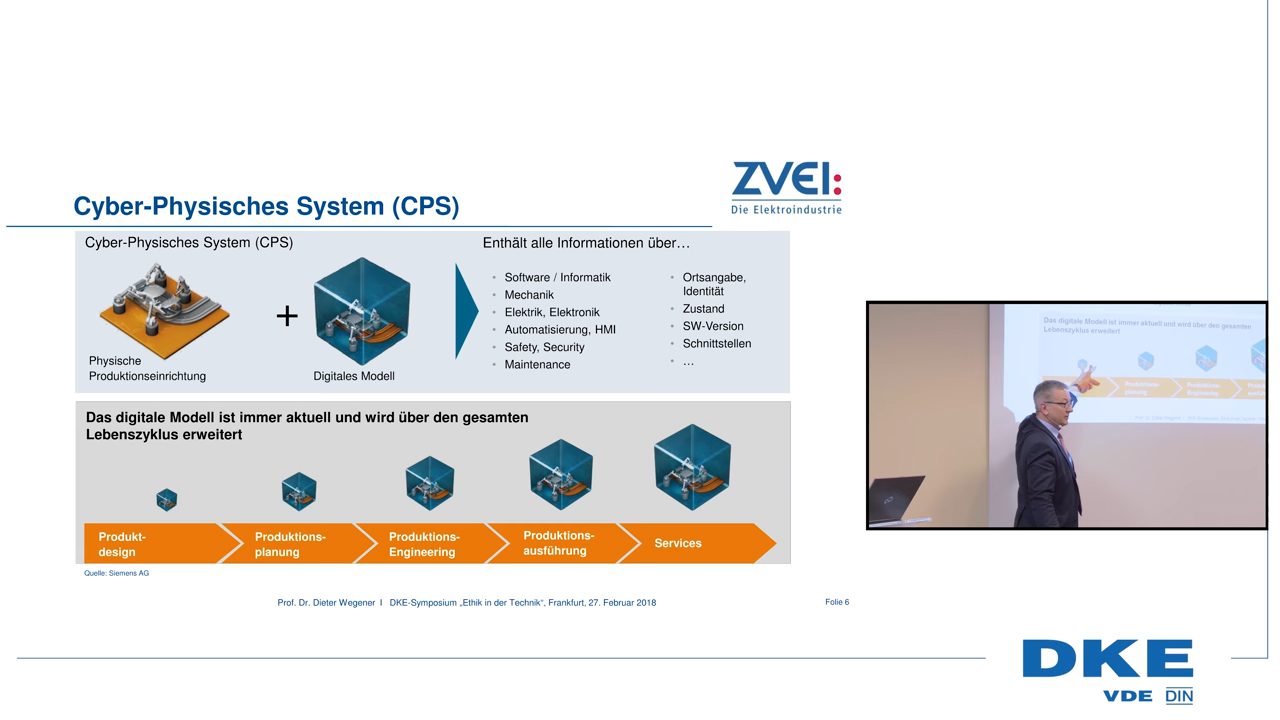 ZVEI:
Die Elektroindustrie
Cyber-Physisches System (CPS)
Cyber-Physisches System (CPS)
+
Physische
Produktionseinrichtung
Digitales Modell
Enthält alle Informationen über…
• Software / Informatik
• Mechanik
• Elektrik, Elektronik
• Automatisierung, HMI
• Safety, Security
• Maintenance
• Ortsangabe,
Identität
• Zustand
• SW-Version
• Schnittstellen
• …
Das digitale Modell ist immer aktuell und wird über den gesamten
Lebenszyklus erweitert
Produkt-
design
Produktions-
planung
Produktions-
Engineering
Produktions-
ausführung
Services
Quelle: Siemens AG
Prof. Dr. Dieter Wegener I DKE-Symposium „Ethik in der Technik“, Frankfurt, 27. Februar 2018
Folie 6
Das digitale Modell ist immer aktuell und wird über den gesamten
Lebenszyklus erweitert
Produktions-
planung
Produktions-
Engineering
DKE
VDE DIN